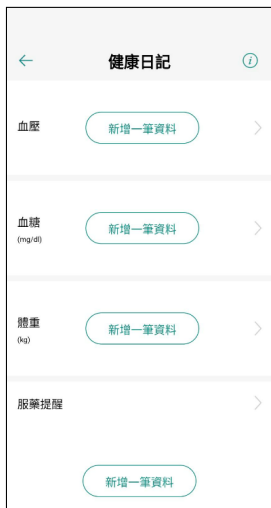 健康日記
血壓
新增一筆資料
血糖
(mg/dl)
新增一筆資料
體重
(kg)
新增一筆資料
服藥提醒
新增一筆資料